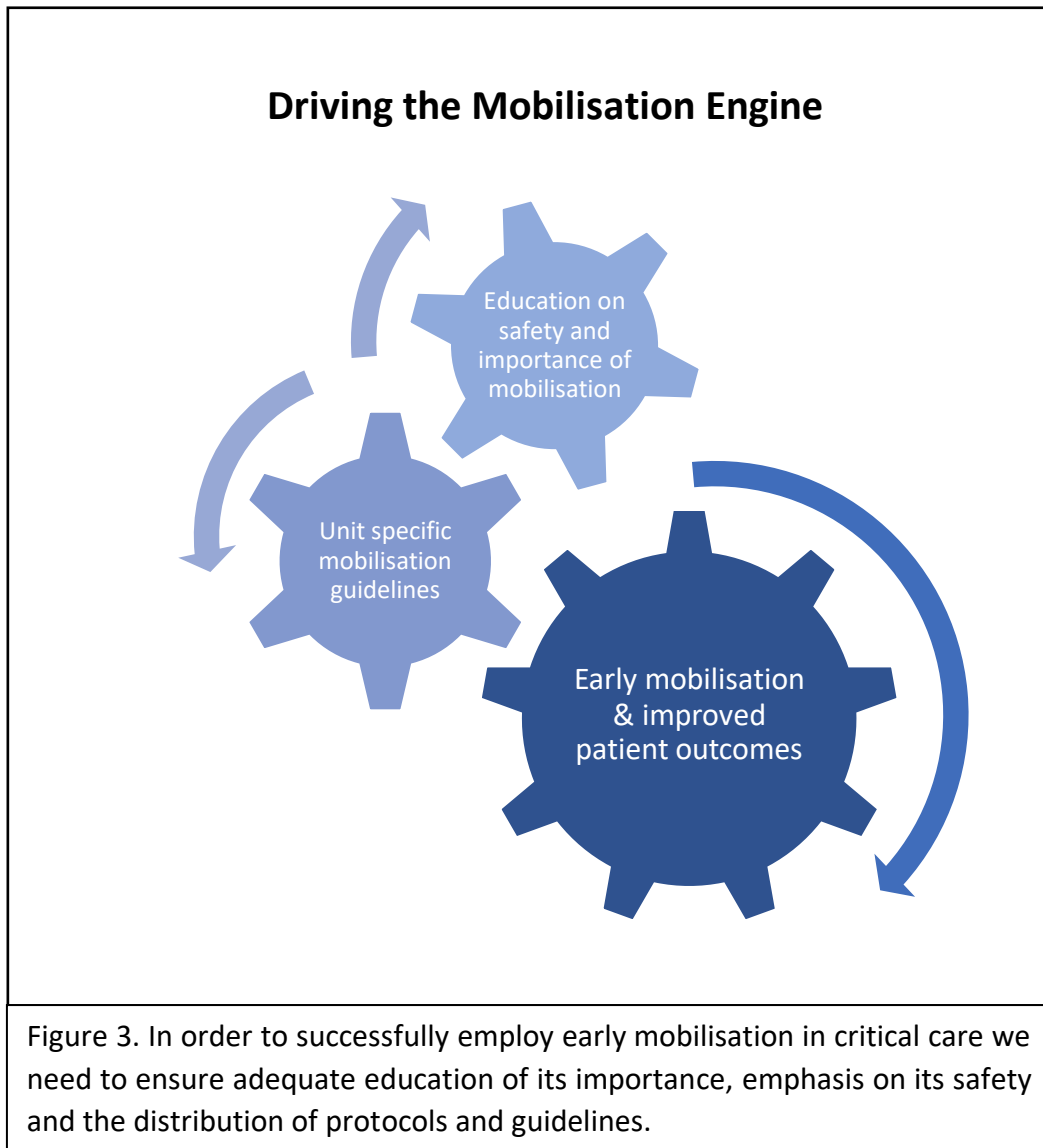 Driving the Mobilisation Engine
Education on
safety and
importance of
mobilisation
Unit specific
mobilisation
guidelines
Early mobilisation
& improved
patient outcomes
Figure 3. In order to successfully employ early mobilisation in critical care we
need to ensure adequate education of its importance, emphasis on its safety
and the distribution of protocols and guidelines.